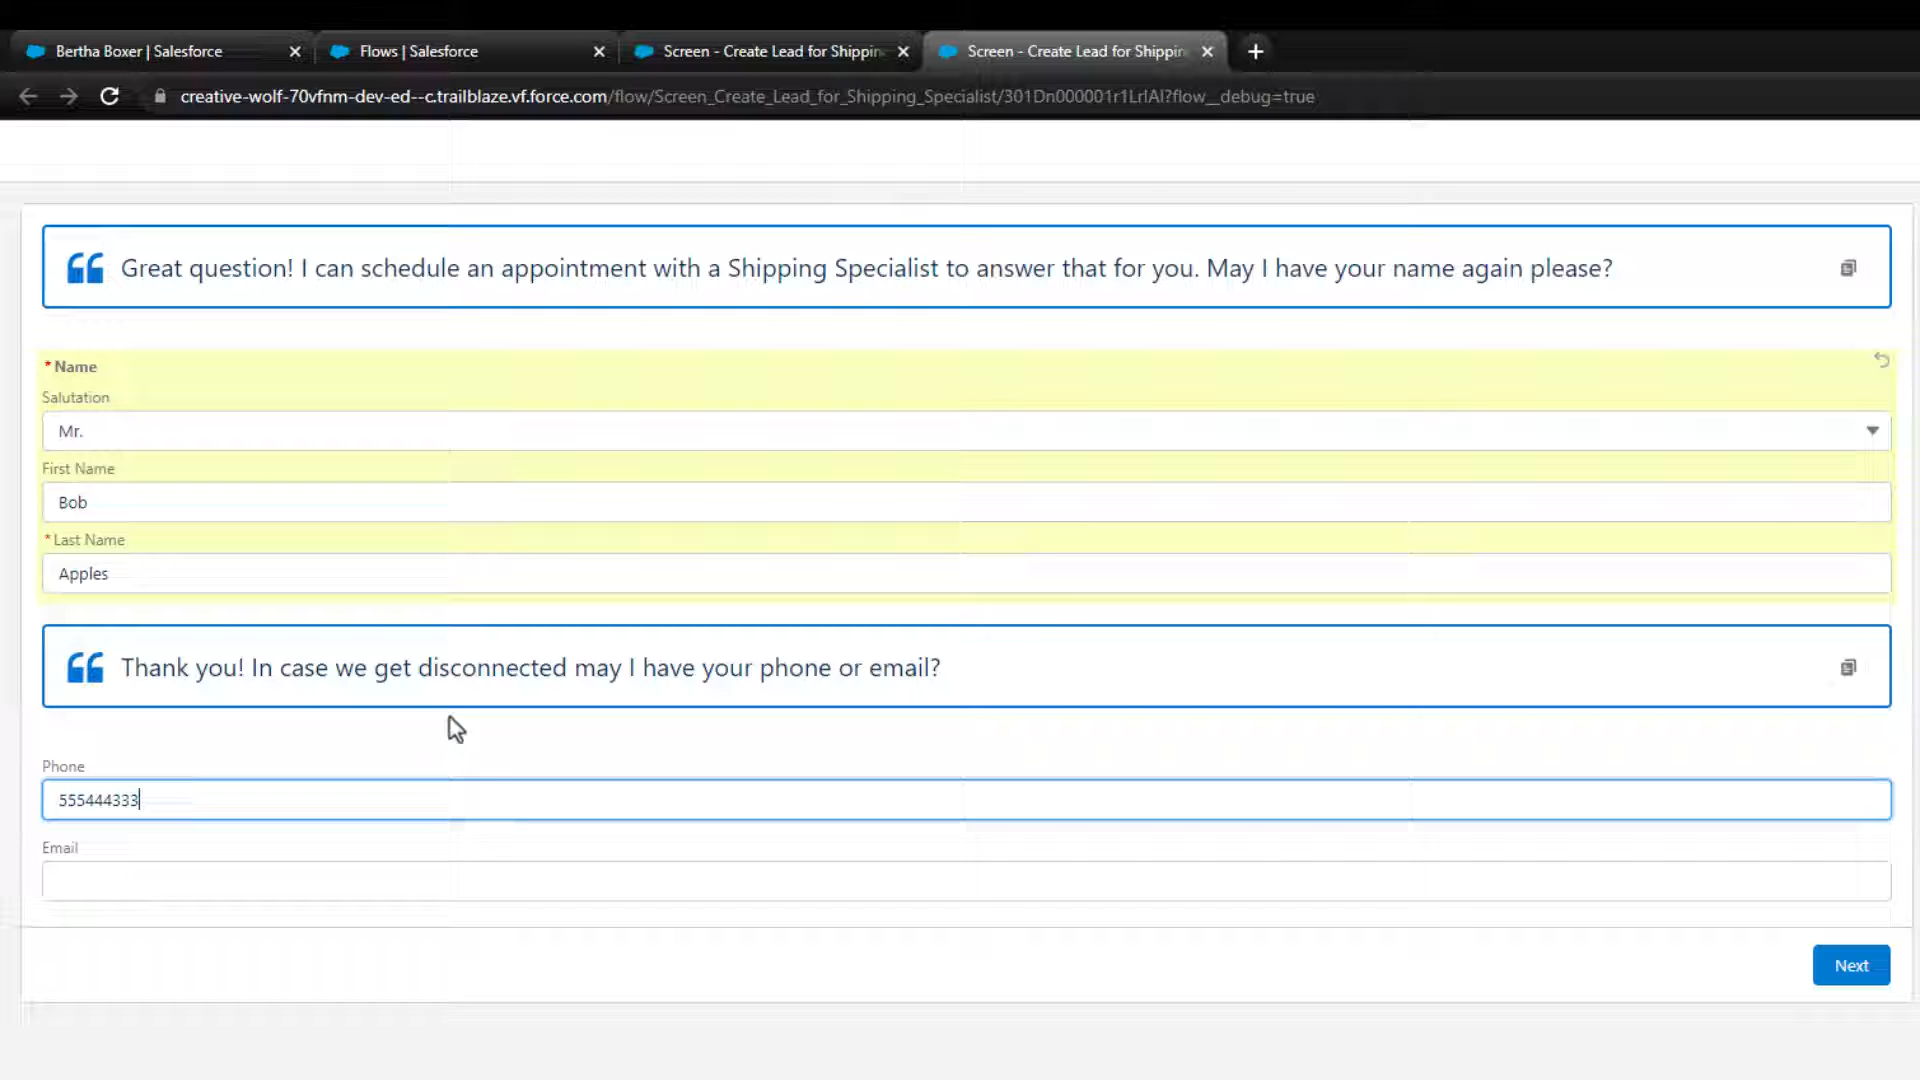 Bertha Boxer | Salesforce
Flows | Salesforce
Screen - Create Lead for Shippin
Screen - Create Lead for Shippin
creative-wolf-70vfnm-dev-ed--c.trailblaze.vf.force.com/flow/Screen_Create_Lead_for_Shipping_Specialist/301Dn000001r1LrIAI?flow__debug=true
Great question! I can schedule an appointment with a Shipping Specialist to answer that for you. May I have your name again please?
* Name
Salutation
Mr.
First Name
Bob
* Last Name
Apples
Thank you! In case we get disconnected may I have your phone or email?
Phone
555444333
Email
Next